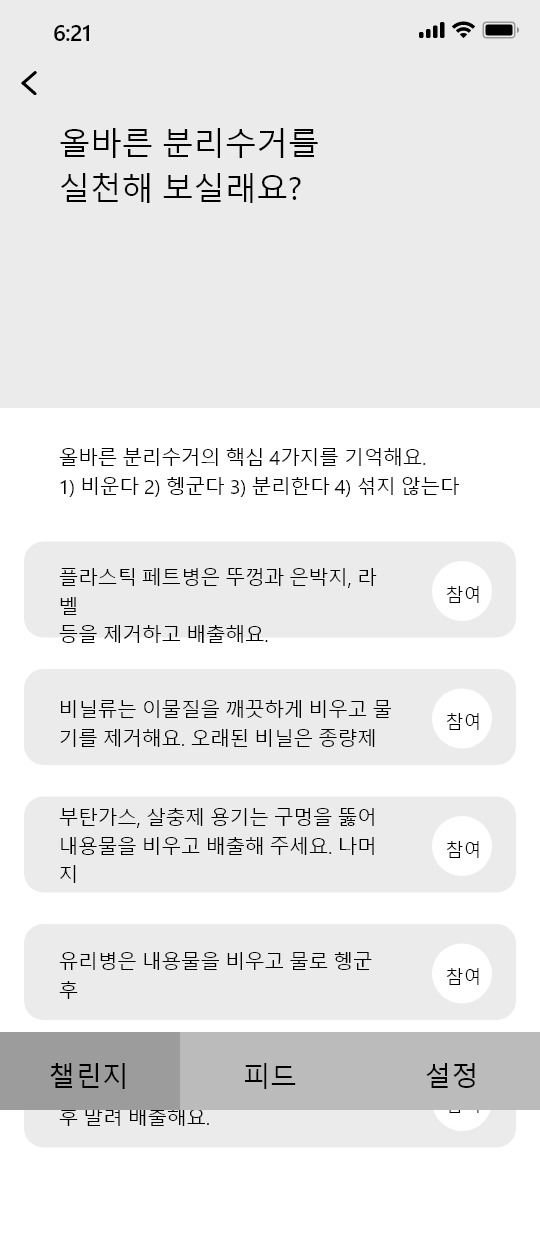 6:21
올바른 분리수거를
실천해 보실래요?
올바른 분리수거의 핵심 4가지를 기억해요.
1) 비운다 2) 헹군다 3) 분리한다 4) 섞지 않는다
플라스틱 페트병은 뚜껑과 은박지, 라
벨
등을 제거하고 배출해요.
참여
비닐류는 이물질을 깨끗하게 비우고 물
기를 제거해요. 오래된 비닐은 종량제
참여
부탄가스, 살충제 용기는 구멍을 뚫어
내용물을 비우고 배출해 주세요. 나머
지
참여
유리병은 내용물을 비우고 물로 헹군
후
참여
챌린지
피드
설정
후 말려 배출해요.